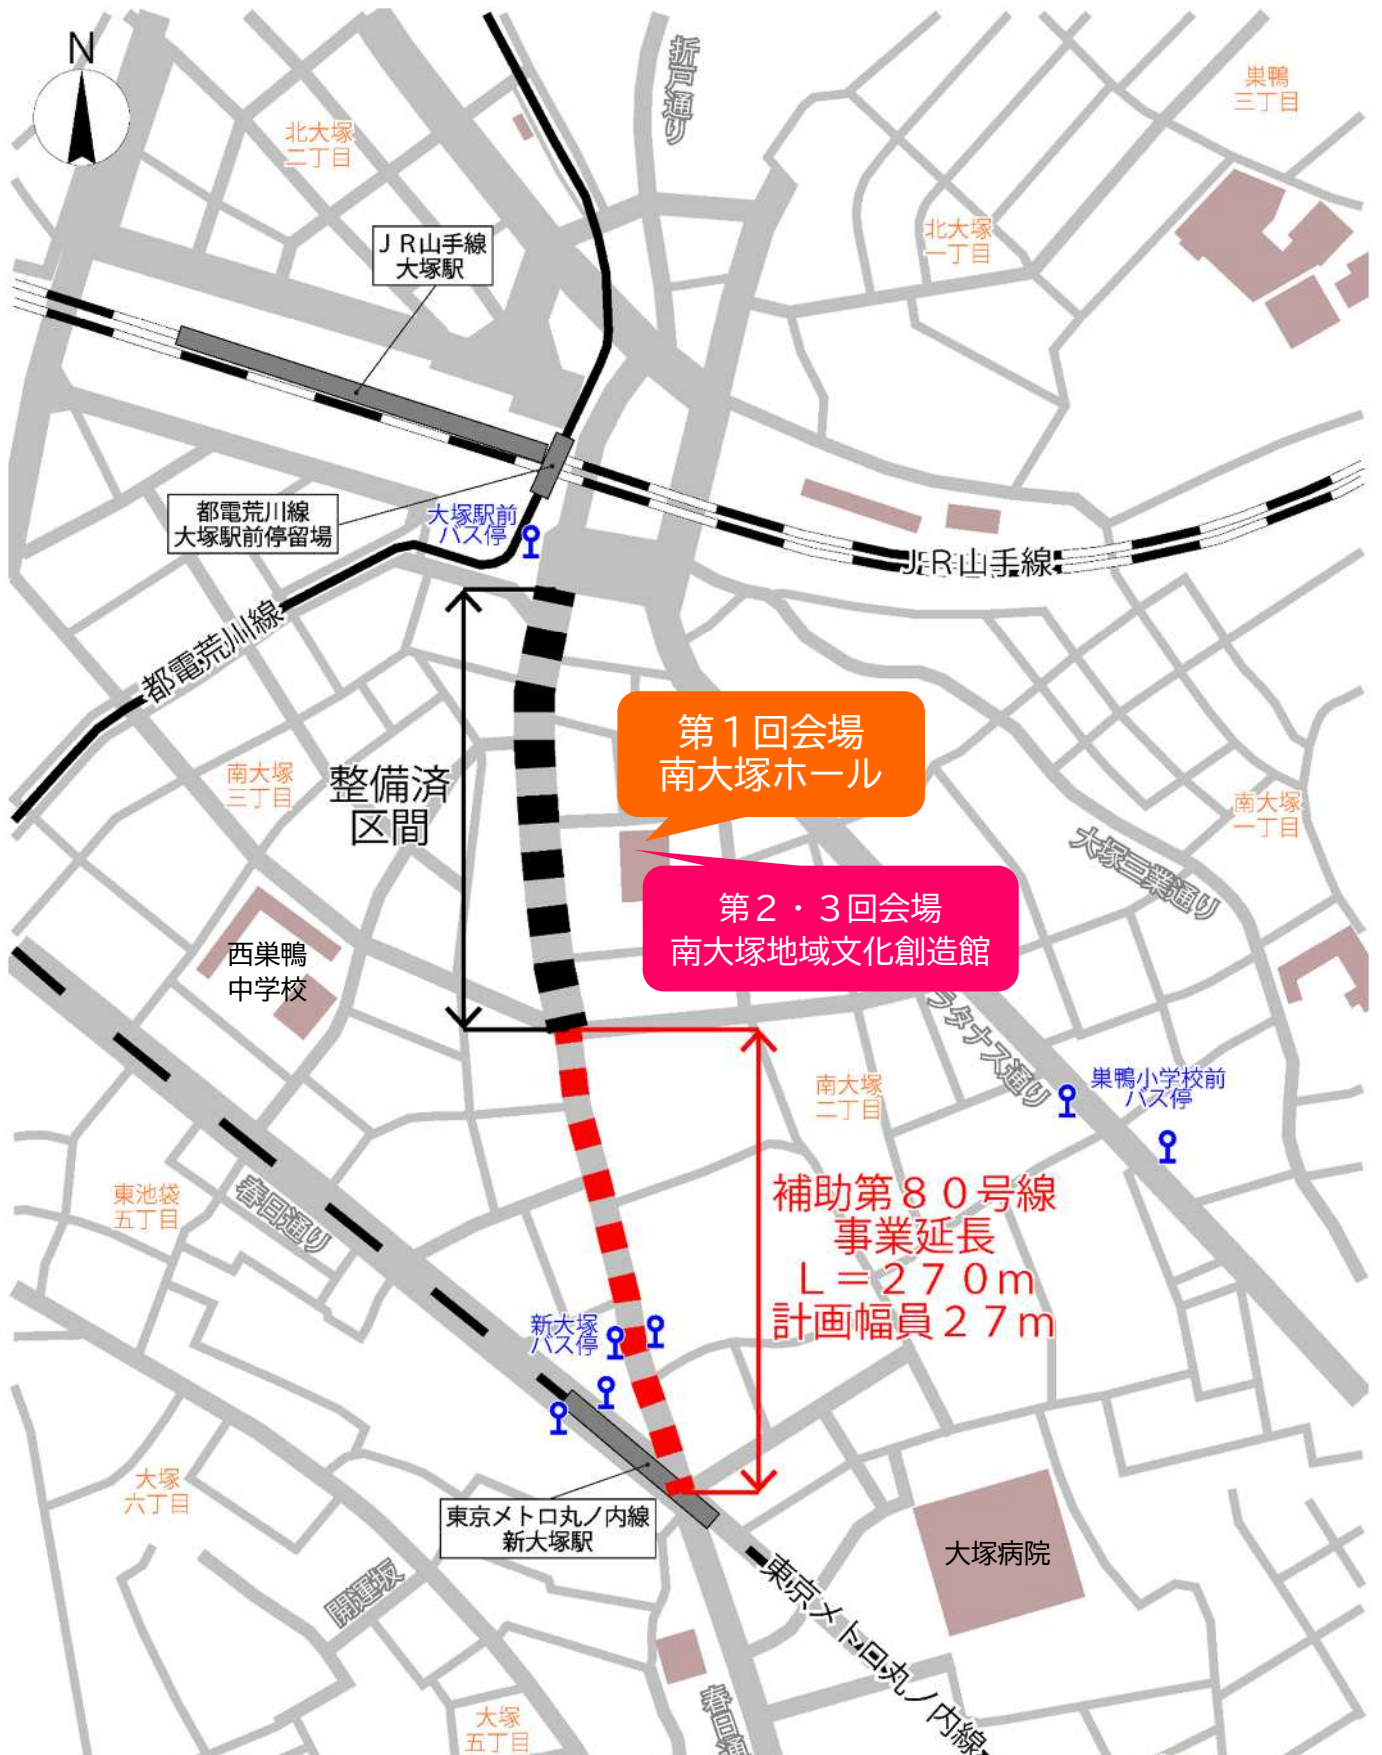 N
折戸通り
巣鴨
三丁目
北大塚
二丁目
北大塚
一丁目
ＪＲ山手線
大塚駅
都電荒川線
大塚駅前停留場
大塚駅前
バス停
ＪＲ山手線
都電荒川線
第１回会場
南大塚ホール
南大塚
三丁目
整備済
区間
南大塚
一丁目
大塚三業通り
第２・３回会場
南大塚地域文化創造館
西巣鴨
中学校
ラタナス通り
南大塚
二丁目
巣鴨小学校前
バス停
東池袋
五丁目
春日通り
補助第８０号線
事業延長
Ｌ＝２７０ｍ
計画幅員２７ｍ
新大塚
バス停
大塚
六丁目
東京メトロ丸ノ内線
新大塚駅
大塚病院
開運坂
東京メトロ丸ノ内線
大塚
五丁目